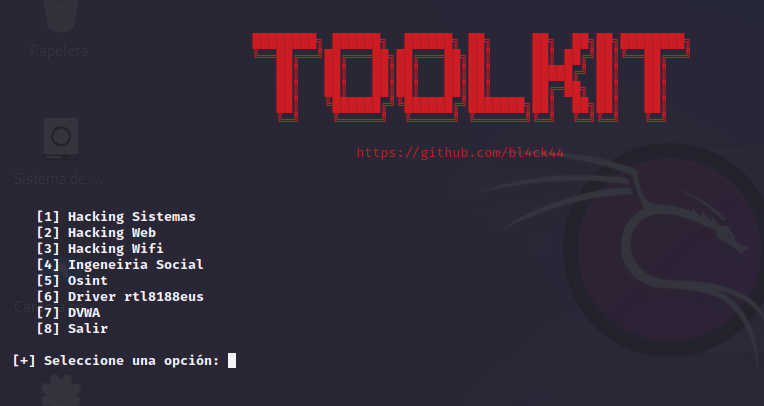 TOOLKIT
Papelera
https://github.com/bl4ck44
Sistema de ...
[1] Hacking Sistemas
[2] Hacking Web
[3] Hacking Wifi
[4] Ingeneiria Social
[5] Osint
[6] Driver rtl8188eus
[7] DVWA
[8] Salir
[+] Seleccione una opción: